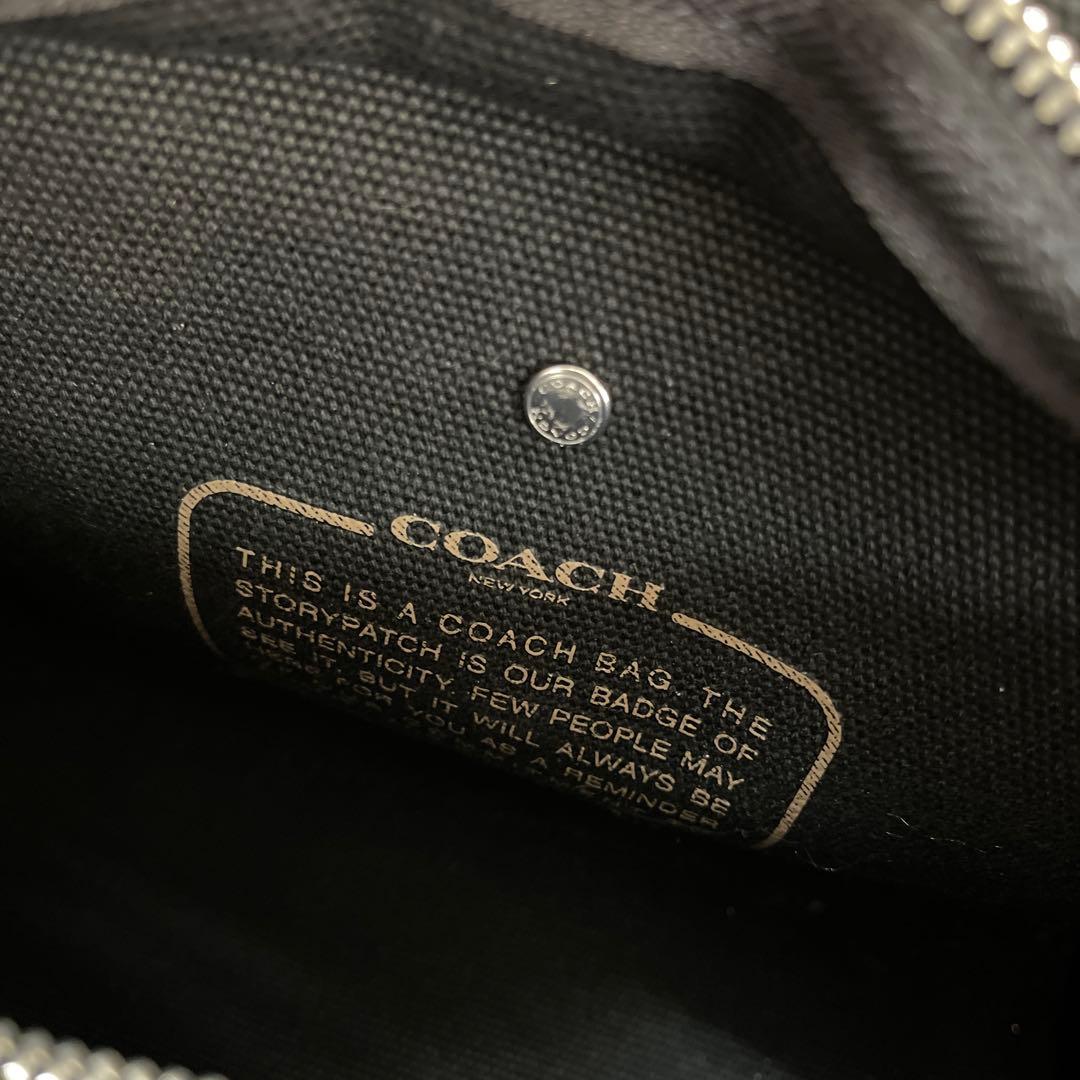 COACH
COACH
NEW YORK
THIS IS A COACH BAG. THE
STORYPATCH IS OUR BADGE OF
AUTHENTICITY. FEW PEOPLE MAY
SEE IT, BUT IT WILL ALWAYS BE
FOR YOU AS A REMINDER